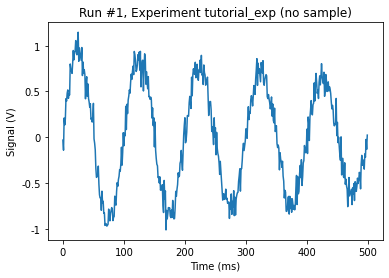 Run #1, Experiment tutorial_exp (no sample)
1
0.5
0
-0.5
-1
Signal (V)
0 100 200 300 400 500
Time (ms)